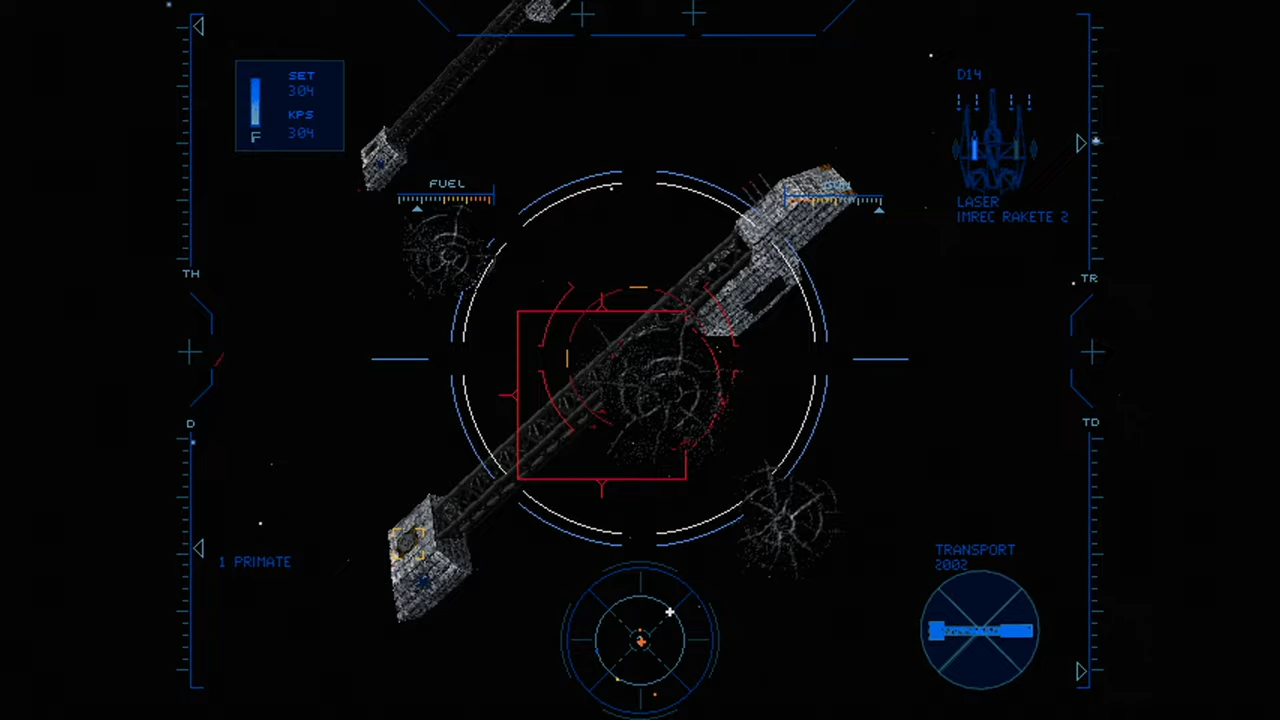 SET
304
KPS
304
F
D14
FUEL
LASER
IMREC RAKETE 2
TH
TR
D
TD
1 PRIMATE
TRANSPORT
2002